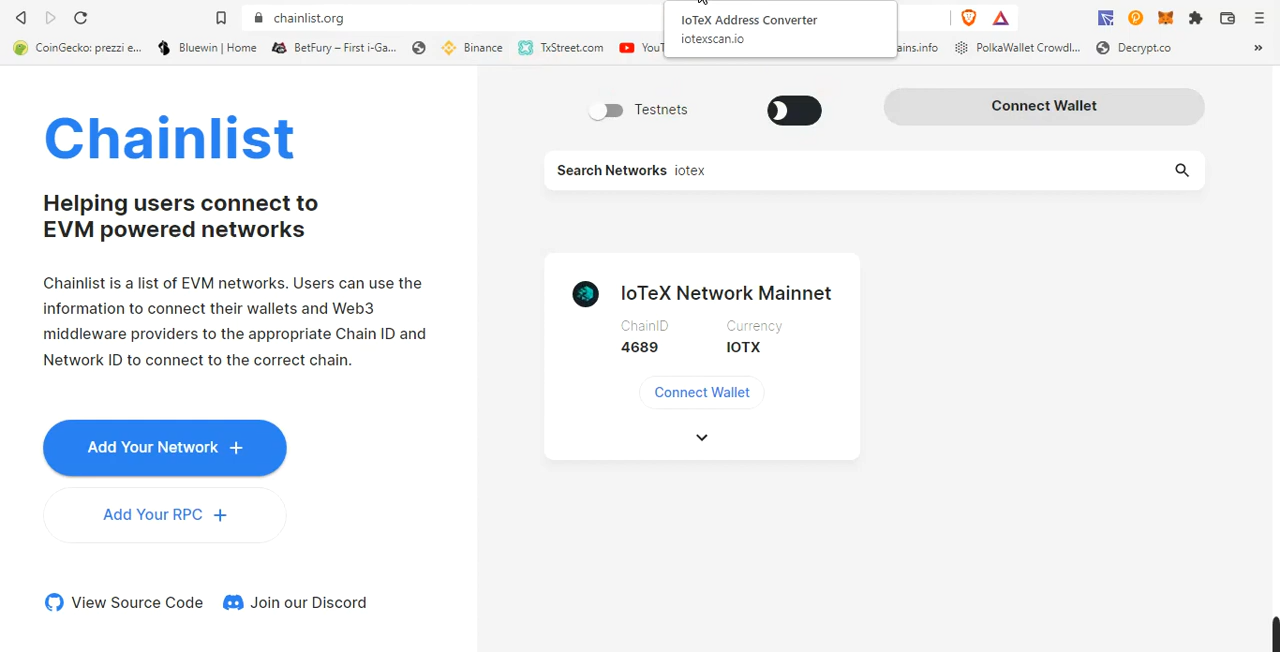 chainlist.org
IoTeX Address Converter
iotexscan.io
CoinGecko: prezzi e...
Bluewin | Home
BetFury – First i-Ga...
Binance
TxStreet.com
ains.info
PolkaWallet Crowdl...
Decrypt.co
»
Chainlist
Helping users connect to
EVM powered networks
Chainlist is a list of EVM networks. Users can use the
information to connect their wallets and Web3
middleware providers to the appropriate Chain ID and
Network ID to connect to the correct chain.
Add Your Network +
Add Your RPC +
View Source Code
Join our Discord
Testnets
Connect Wallet
Search Networks iotex
IoTeX Network Mainnet
ChainID
Currency
4689
IOTX
Connect Wallet